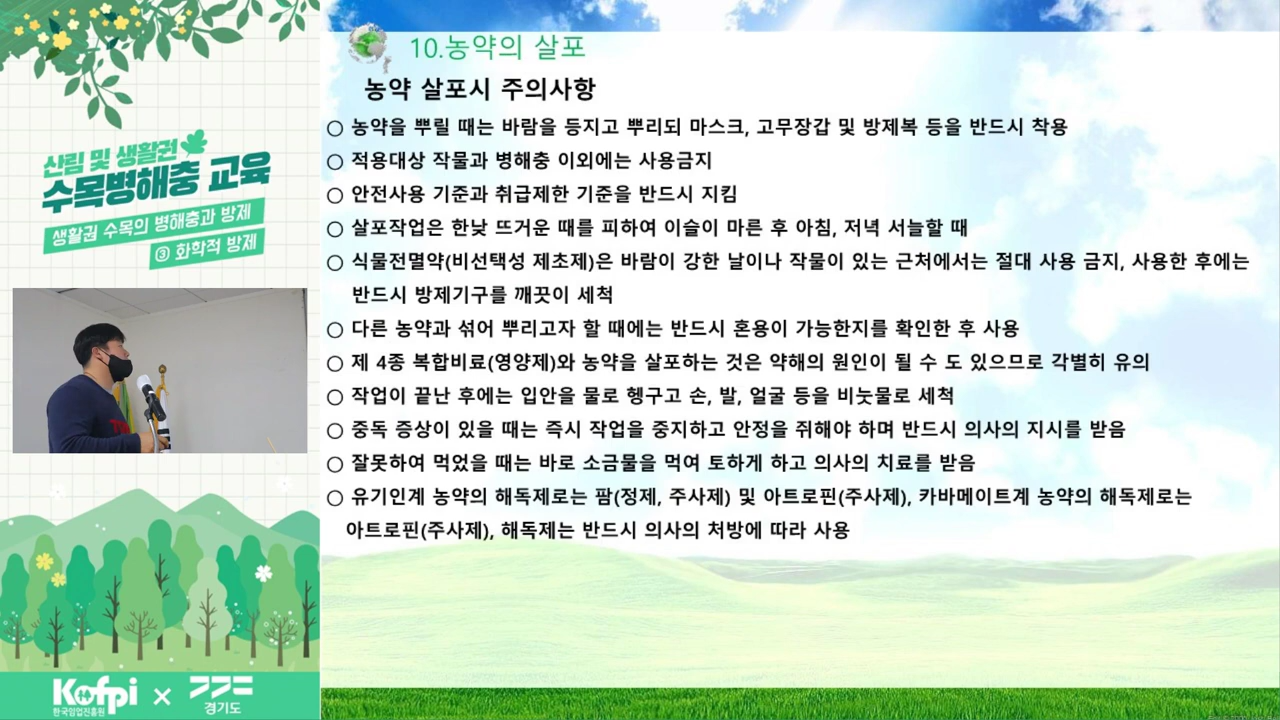 산림 및 생활권
수목병해충 교육
생활권 수목의 병해충과 방제
③ 화학적 방제
Kofpi
한국임업진흥원
×
경기도
10.농약의 살포
농약 살포시 주의사항
○ 농약을 뿌릴 때는 바람을 등지고 뿌리되 마스크, 고무장갑 및 방제복 등을 반드시 착용
○ 적용대상 작물과 병해충 이외에는 사용금지
○ 안전사용 기준과 취급제한 기준을 반드시 지킴
○ 살포작업은 한낮 뜨거운 때를 피하여 이슬이 마른 후 아침, 저녁 서늘할 때
○ 식물전멸약(비선택성 제초제)은 바람이 강한 날이나 작물이 있는 근처에서는 절대 사용 금지, 사용한 후에는
반드시 방제기구를 깨끗이 세척
○ 다른 농약과 섞어 뿌리고자 할 때에는 반드시 혼용이 가능한지를 확인한 후 사용
○ 제 4종 복합비료(영양제)와 농약을 살포하는 것은 약해의 원인이 될 수 도 있으므로 각별히 유의
○ 작업이 끝난 후에는 입안을 물로 헹구고 손, 발, 얼굴 등을 비눗물로 세척
○ 중독 증상이 있을 때는 즉시 작업을 중지하고 안정을 취해야 하며 반드시 의사의 지시를 받음
○ 잘못하여 먹었을 때는 바로 소금물을 먹여 토하게 하고 의사의 치료를 받음
○ 유기인계 농약의 해독제로는 팜(정제, 주사제) 및 아트로핀(주사제), 카바메이트계 농약의 해독제로는
아트로핀(주사제), 해독제는 반드시 의사의 처방에 따라 사용